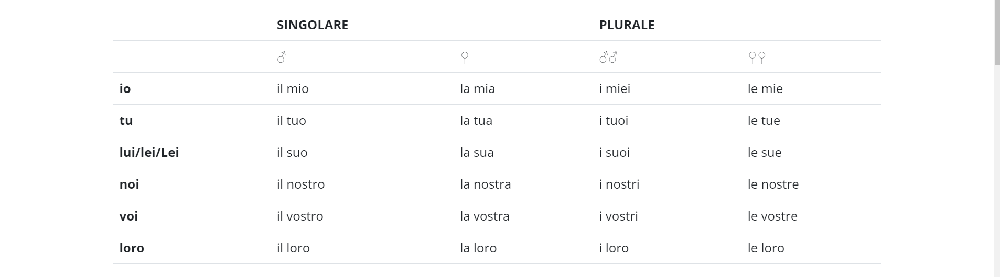 SINGOLARE PLURALE
♂ ♀ ♂♂ ♀♀
io il mio la mia i miei le mie
tu il tuo la tua i tuoi le tue
lui/lei/Lei il suo la sua i suoi le sue
noi il nostro la nostra i nostri le nostre
voi il vostro la vostra i vostri le vostre
loro il loro la loro i loro le loro